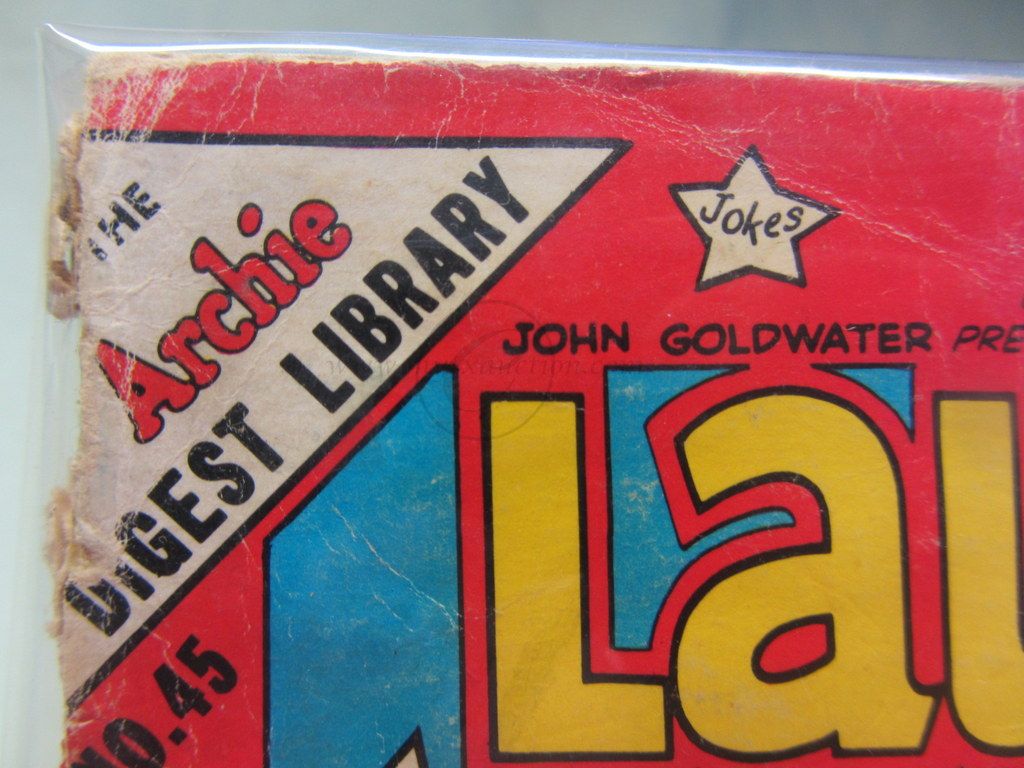 THE
Archie
DIGEST LIBRARY
NO. 45
Jokes
JOHN GOLDWATER PRE
LAU